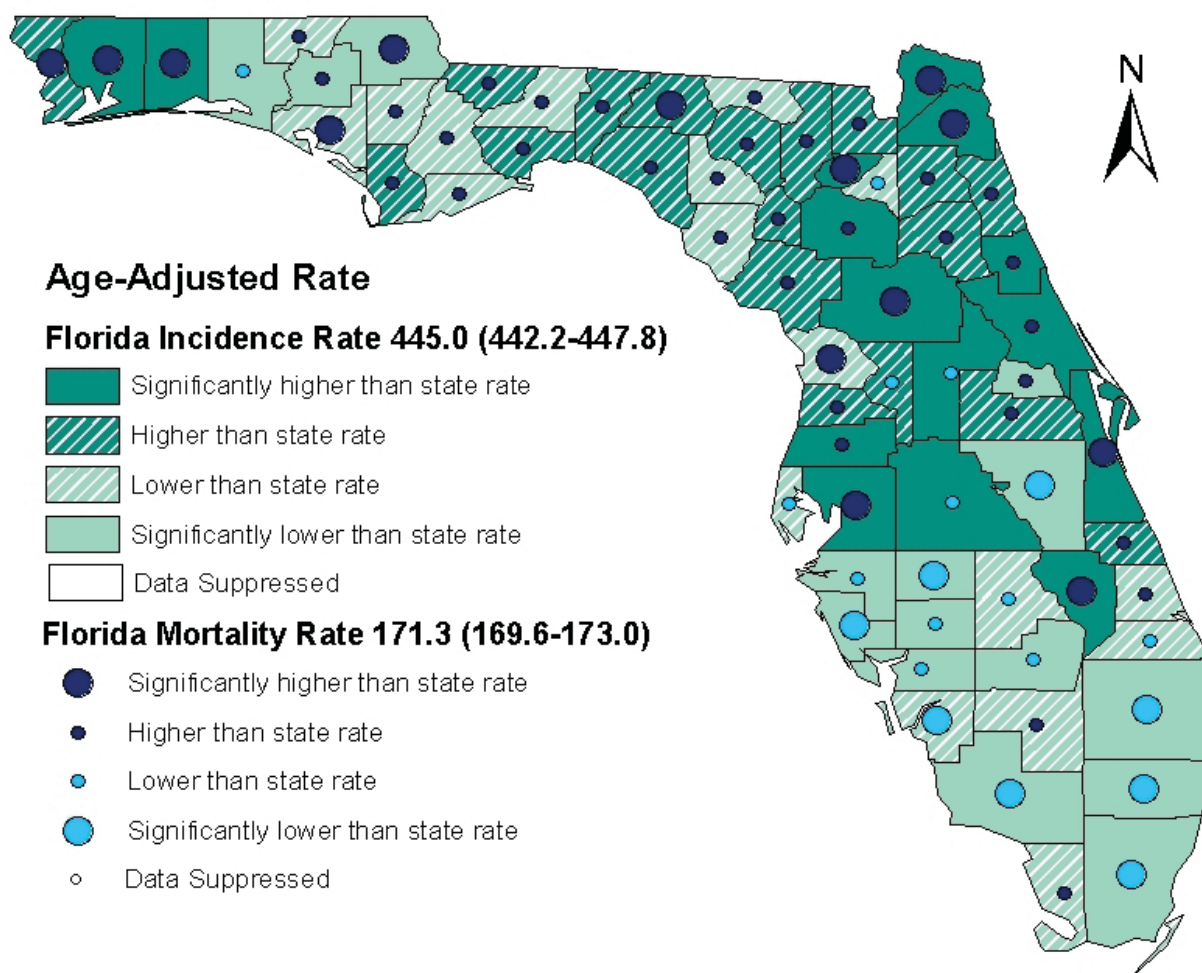 N
Age-Adjusted Rate
Florida Incidence Rate 445.0 (442.2-447.8)
Significantly higher than state rate
Higher than state rate
Lower than state rate
Significantly lower than state rate
Data Suppressed
Florida Mortality Rate 171.3 (169.6-173.0)
Significantly higher than state rate
Higher than state rate
Lower than state rate
Significantly lower than state rate
Data Suppressed